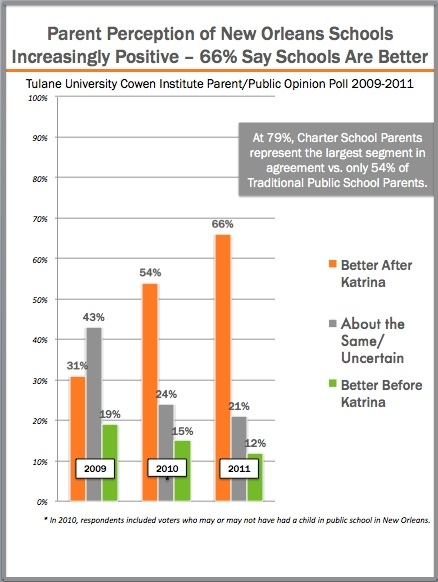 Parent Perception of New Orleans Schools
Increasingly Positive – 66% Say Schools Are Better
Tulane University Cowen Institute Parent/Public Opinion Poll 2009-2011
100%
90%
80%
70%
60%
50%
40%
30%
20%
10%
0%
At 79%, Charter School Parents
represent the largest segment in
agreement vs. only 54% of
Traditional Public School Parents.
31%
43%
19%
54%
24%
15%
66%
21%
12%
2009
2010
*
2011
Better After
Katrina
About the
Same/
Uncertain
Better Before
Katrina
* In 2010, respondents included voters who may or may not have had a child in public school in New Orleans.